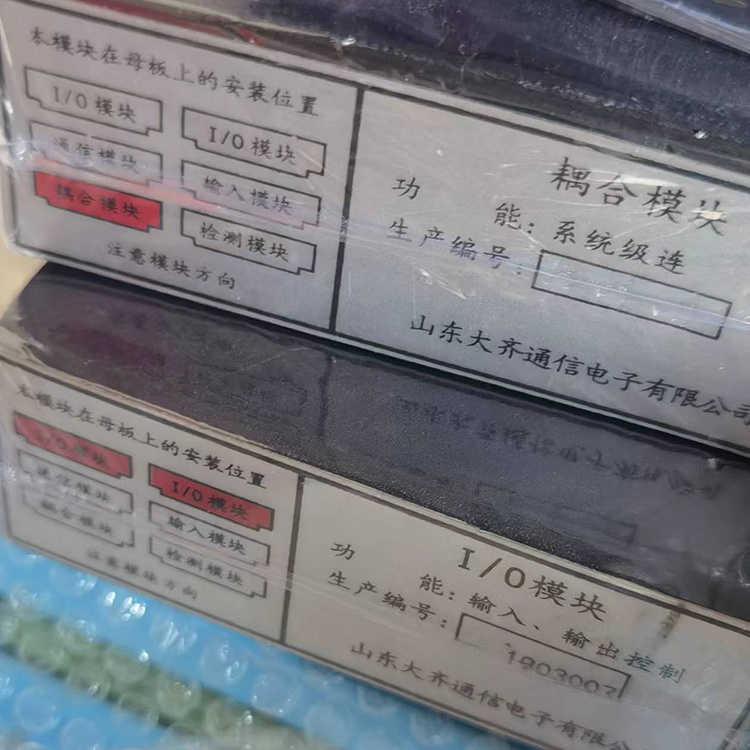 本模块在母板上的安装位置
I/O模块
I/O模块
通信模块
输入模块
耦合模块
检测模块
注意模块方向
耦合模块
功 能：系统级连
生产编号：
山东大齐通信电子有限公司
本模块在母板上的安装位置
I/O模块
I/O模块
通信模块
输入模块
耦合模块
检测模块
注意模块方向
I/O模块
功 能：输入、输出控制
生产编号：1803007
山东大齐通信电子有限公